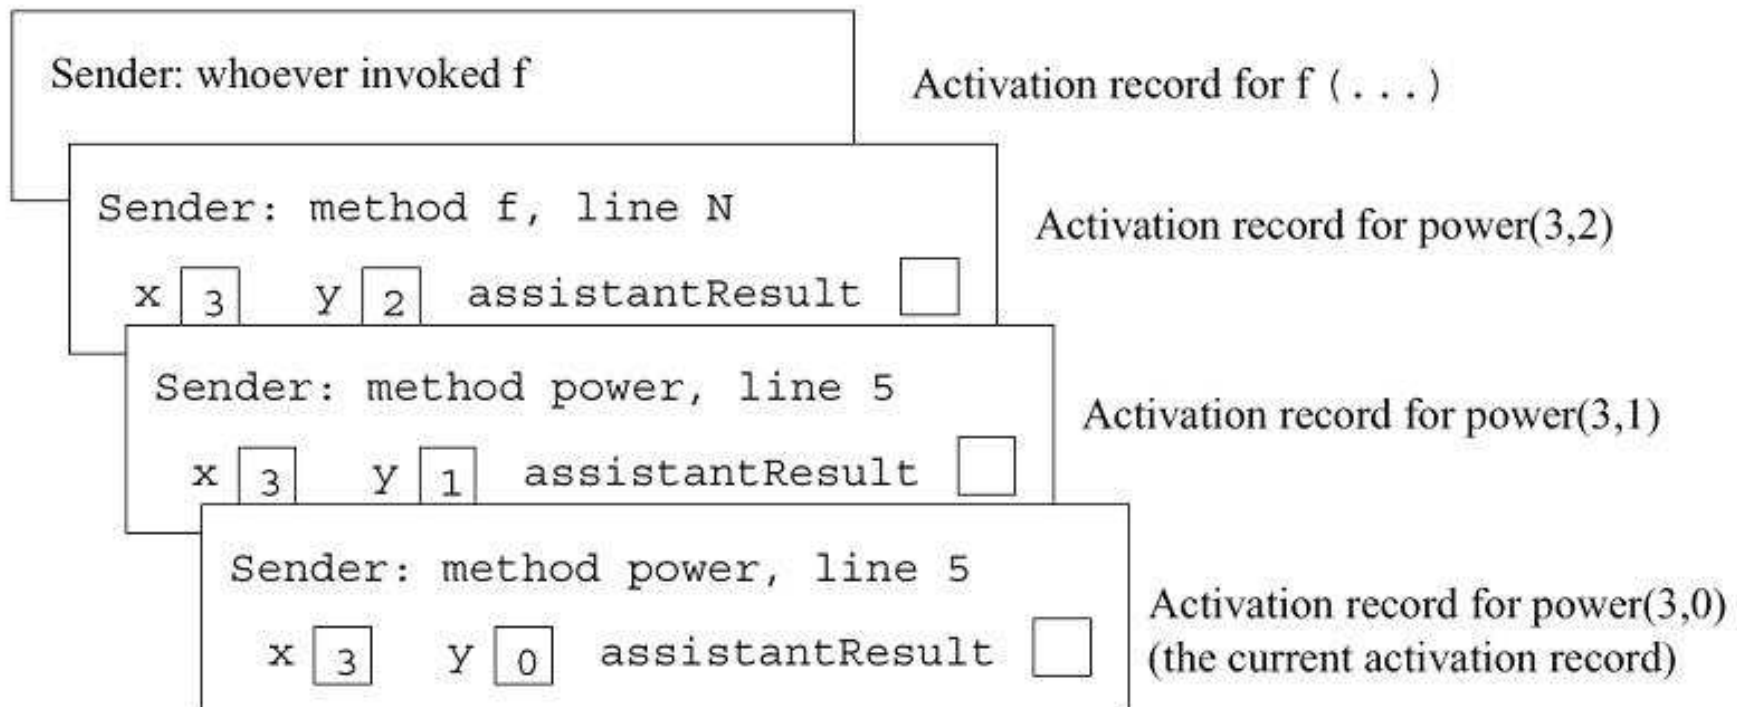 Sender: whoever invoked f
Activation record for f (...)
Sender: method f, line N
Activation record for power(3,2)
x 3 y 2 assistantResult
Sender: method power, line 5
Activation record for power(3,1)
x 3 y 1 assistantResult
Sender: method power, line 5
Activation record for power(3,0)
(the current activation record)
x 3 y 0 assistantResult